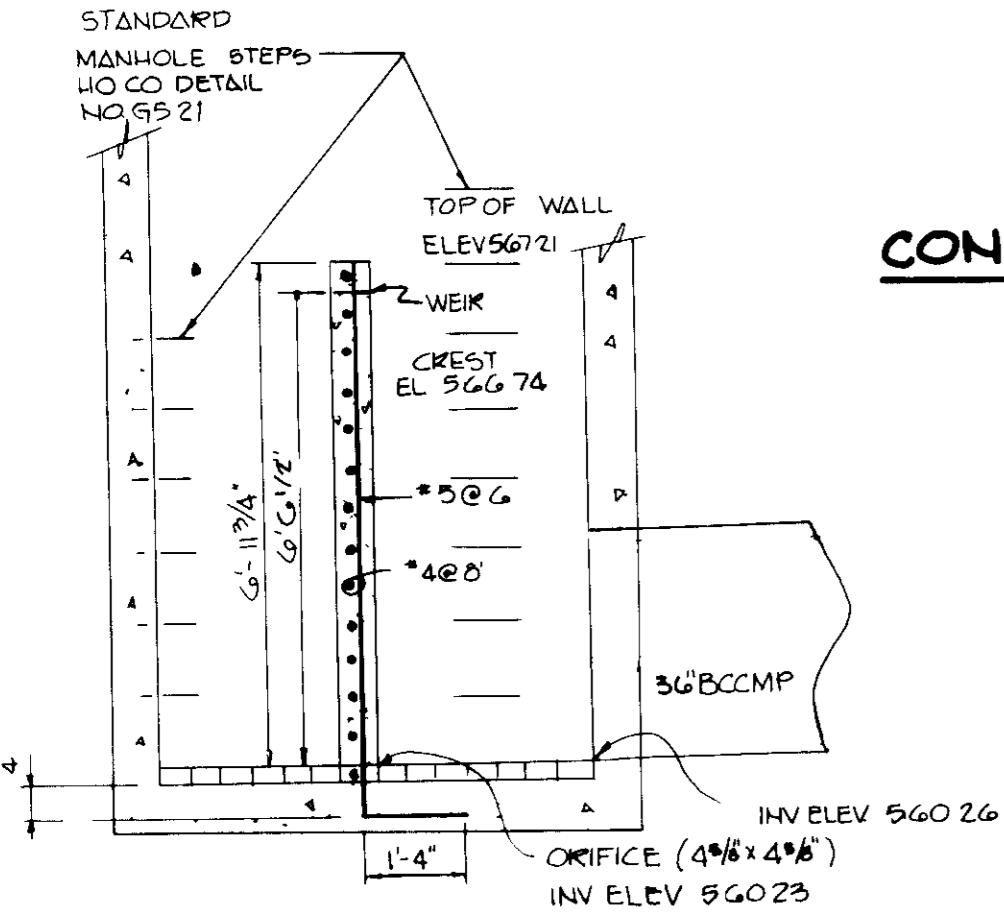 STANDARD
MANHOLE STEPS
HO CO DETAIL
NO. G5 21
TOP OF WALL
ELEV 567 21
CON
WEIR
CREST
EL 566 74
6'-11 3/4"
6' 6 1/2"
#5@6
#4@8'
36"BCCMP
4
1'-4"
INV ELEV 560 26
ORIFICE (4 5/8" x 4 5/8")
INV ELEV 560 23